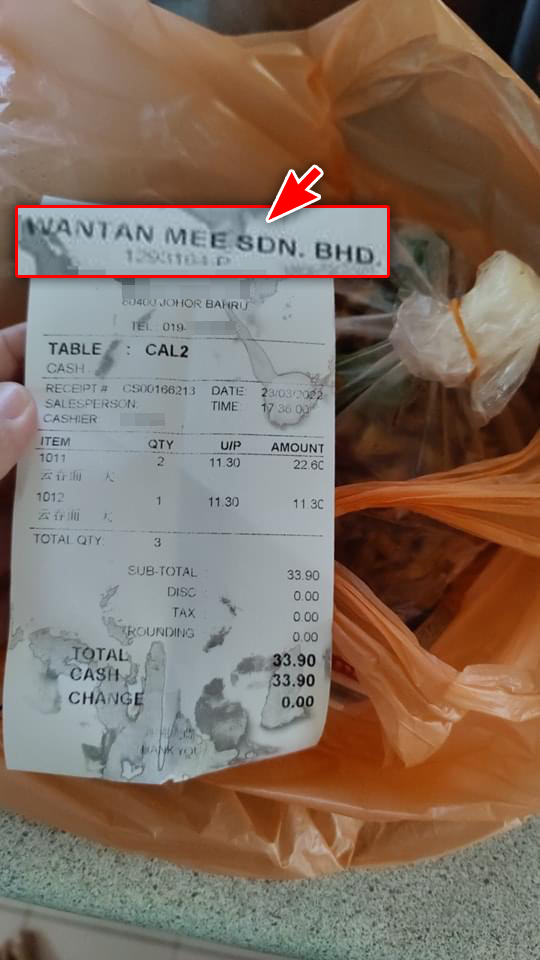 WANTAN MEE SDN. BHD.
1293164-P
80400 JOHOR BAHRU
TEL : 019-
TABLE : CAL2
CASH
RECEIPT # CS00166213 DATE: 23/03/2022
SALESPERSON: TIME: 17:36:00
CASHIER:
ITEM QTY U/P AMOUNT
1011 2 11.30 22.60
云吞面 大
1012 1 11.30 11.30
云吞面 大
TOTAL QTY: 3
SUB-TOTAL : 33.90
DISC : 0.00
TAX : 0.00
ROUNDING : 0.00
TOTAL 33.90
CASH 33.90
CHANGE 0.00
THANK YOU